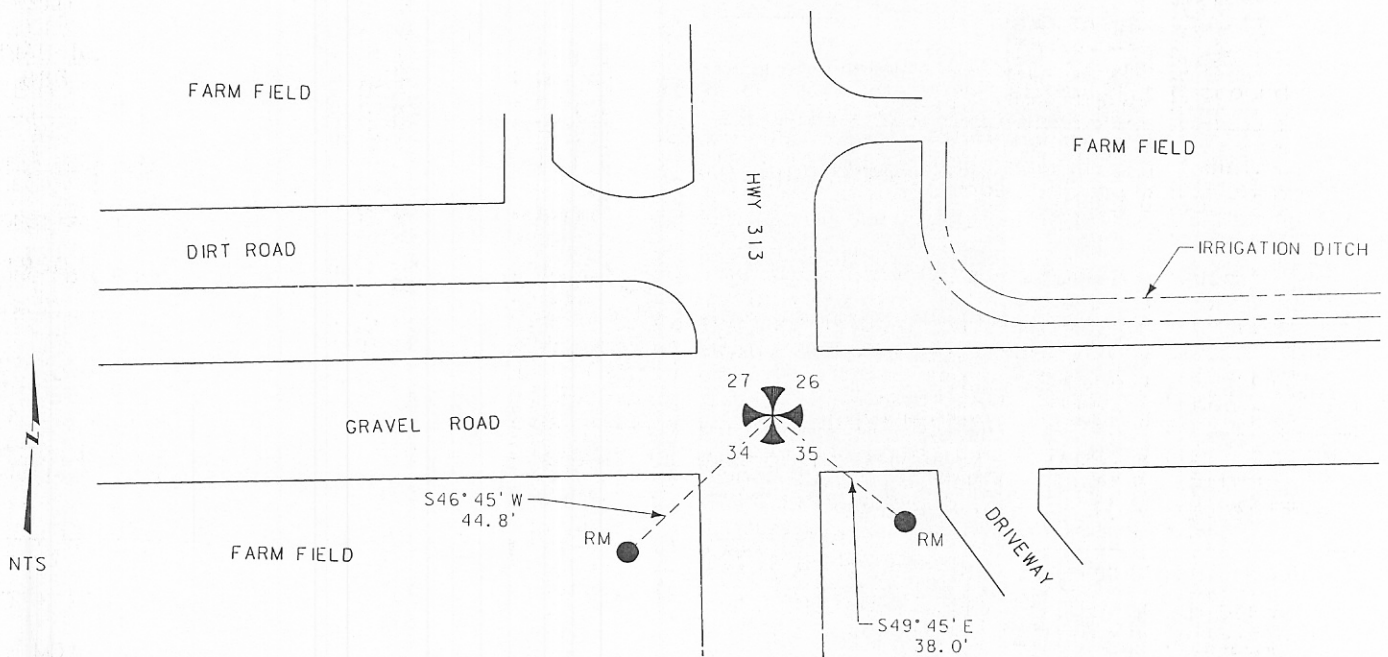 FARM FIELD
FARM FIELD
HWY 313
DIRT ROAD
IRRIGATION DITCH
27 26
GRAVEL ROAD
34 35
N
S46°45'W
44.8'
RM
RM
DRIVEWAY
FARM FIELD
NTS
S49°45'E
38.0'